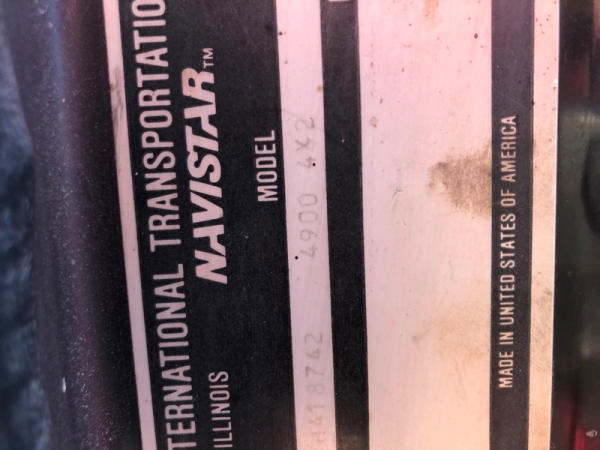 TERNATIONAL TRANSPORTATIO
NAVISTAR™
ILLINOIS
MODEL
418742 4900 4X2
MADE IN UNITED STATES OF AMERICA